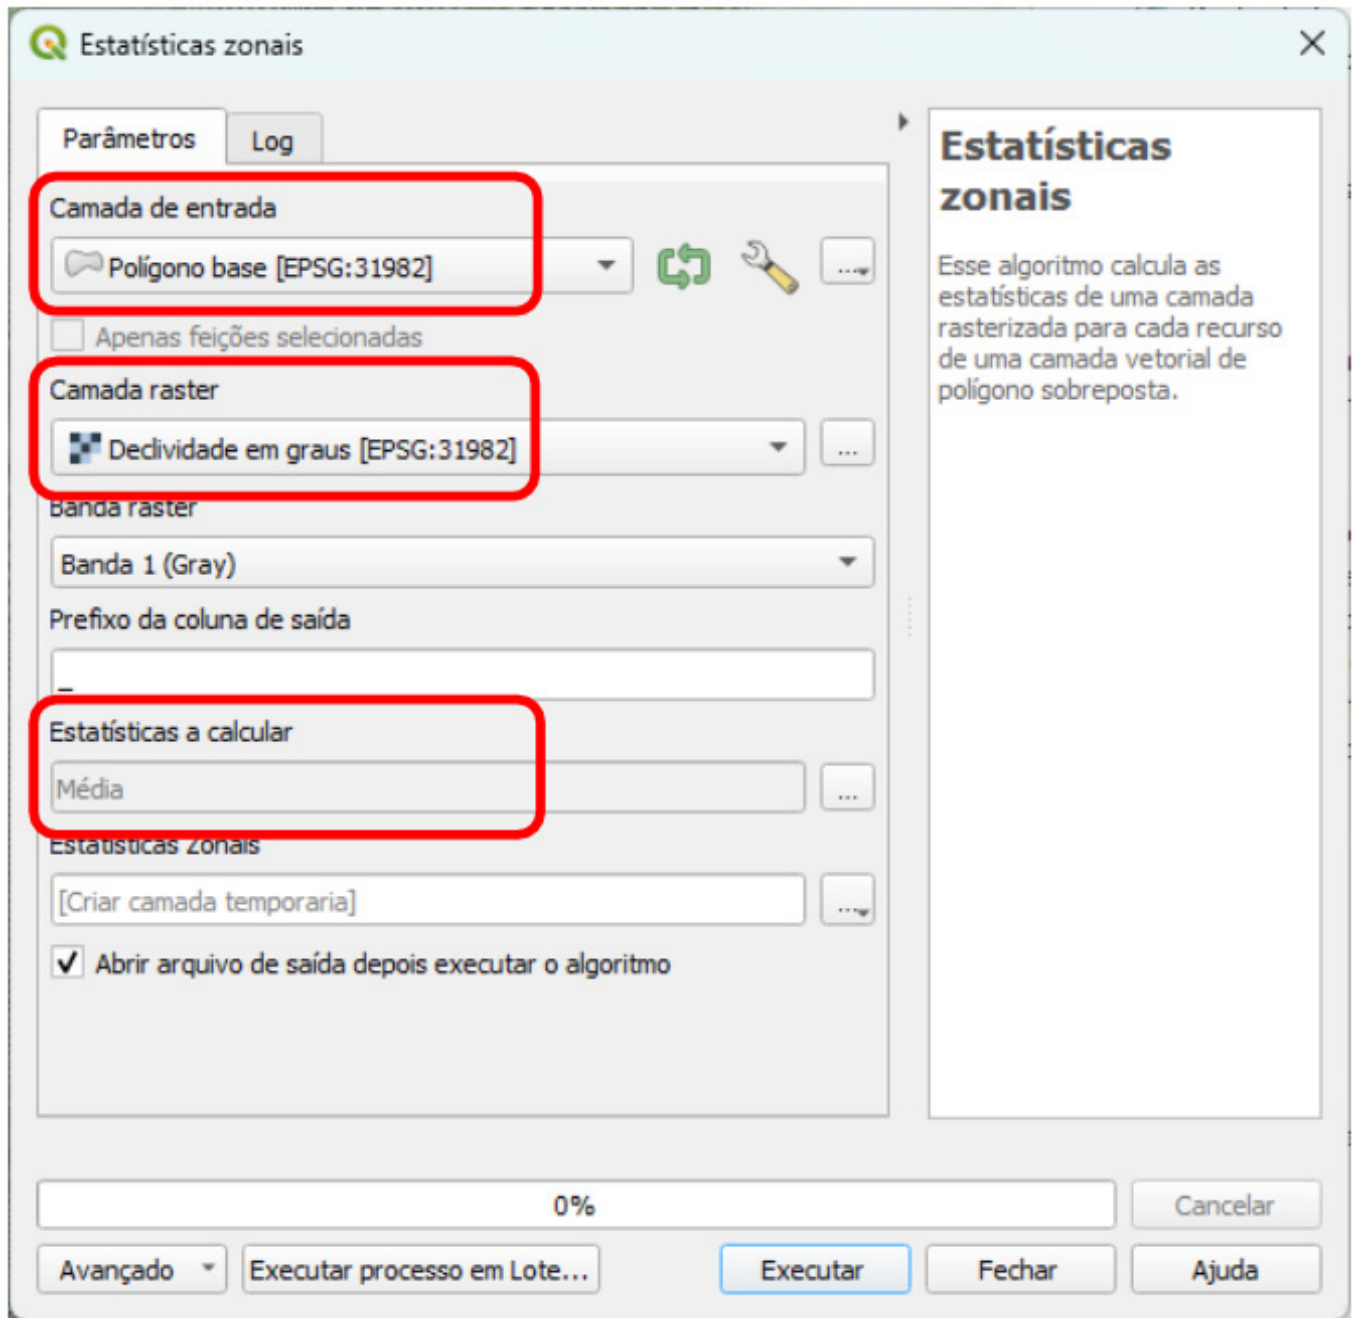 Estatísticas zonais
Parâmetros
Log
Camada de entrada
Polígono base [EPSG:31982]
...
Apenas feições selecionadas
Camada raster
Declividade em graus [EPSG:31982]
...
Banda raster
Banda 1 (Gray)
Prefixo da coluna de saída
_
Estatísticas a calcular
Média
...
Estatísticas Zonais
[Criar camada temporaria]
...
Abrir arquivo de saída depois executar o algoritmo
Estatísticas
zonais
Esse algoritmo calcula as
estatísticas de uma camada
rasterizada para cada recurso
de uma camada vetorial de
polígono sobreposta.
0%
Cancelar
Avançado
Executar processo em Lote...
Executar
Fechar
Ajuda